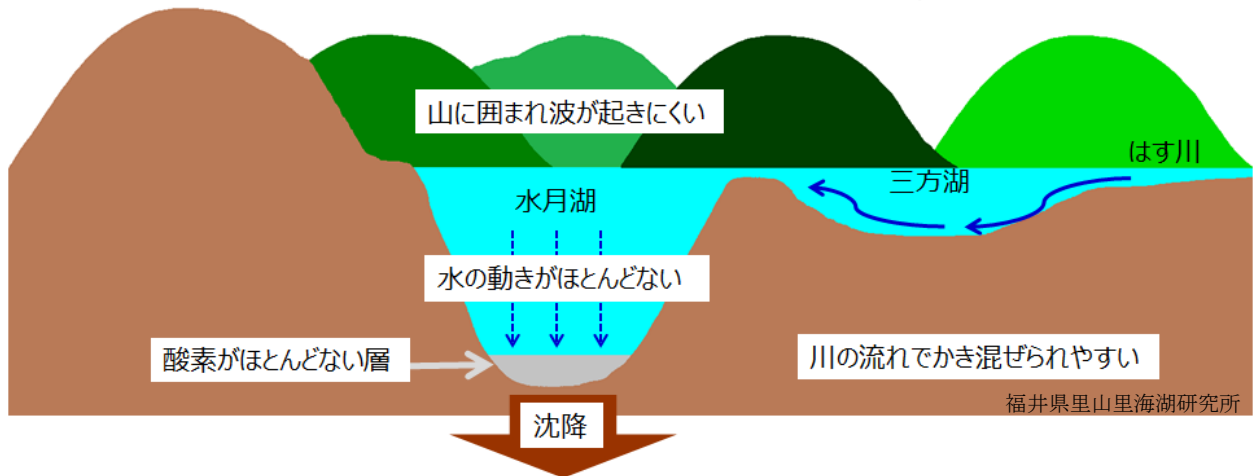 山に囲まれ波が起きにくい
はす川
三方湖
水月湖
水の動きがほとんどない
酸素がほとんどない層
川の流れでかき混ぜられやすい
福井県里山里海湖研究所
沈降